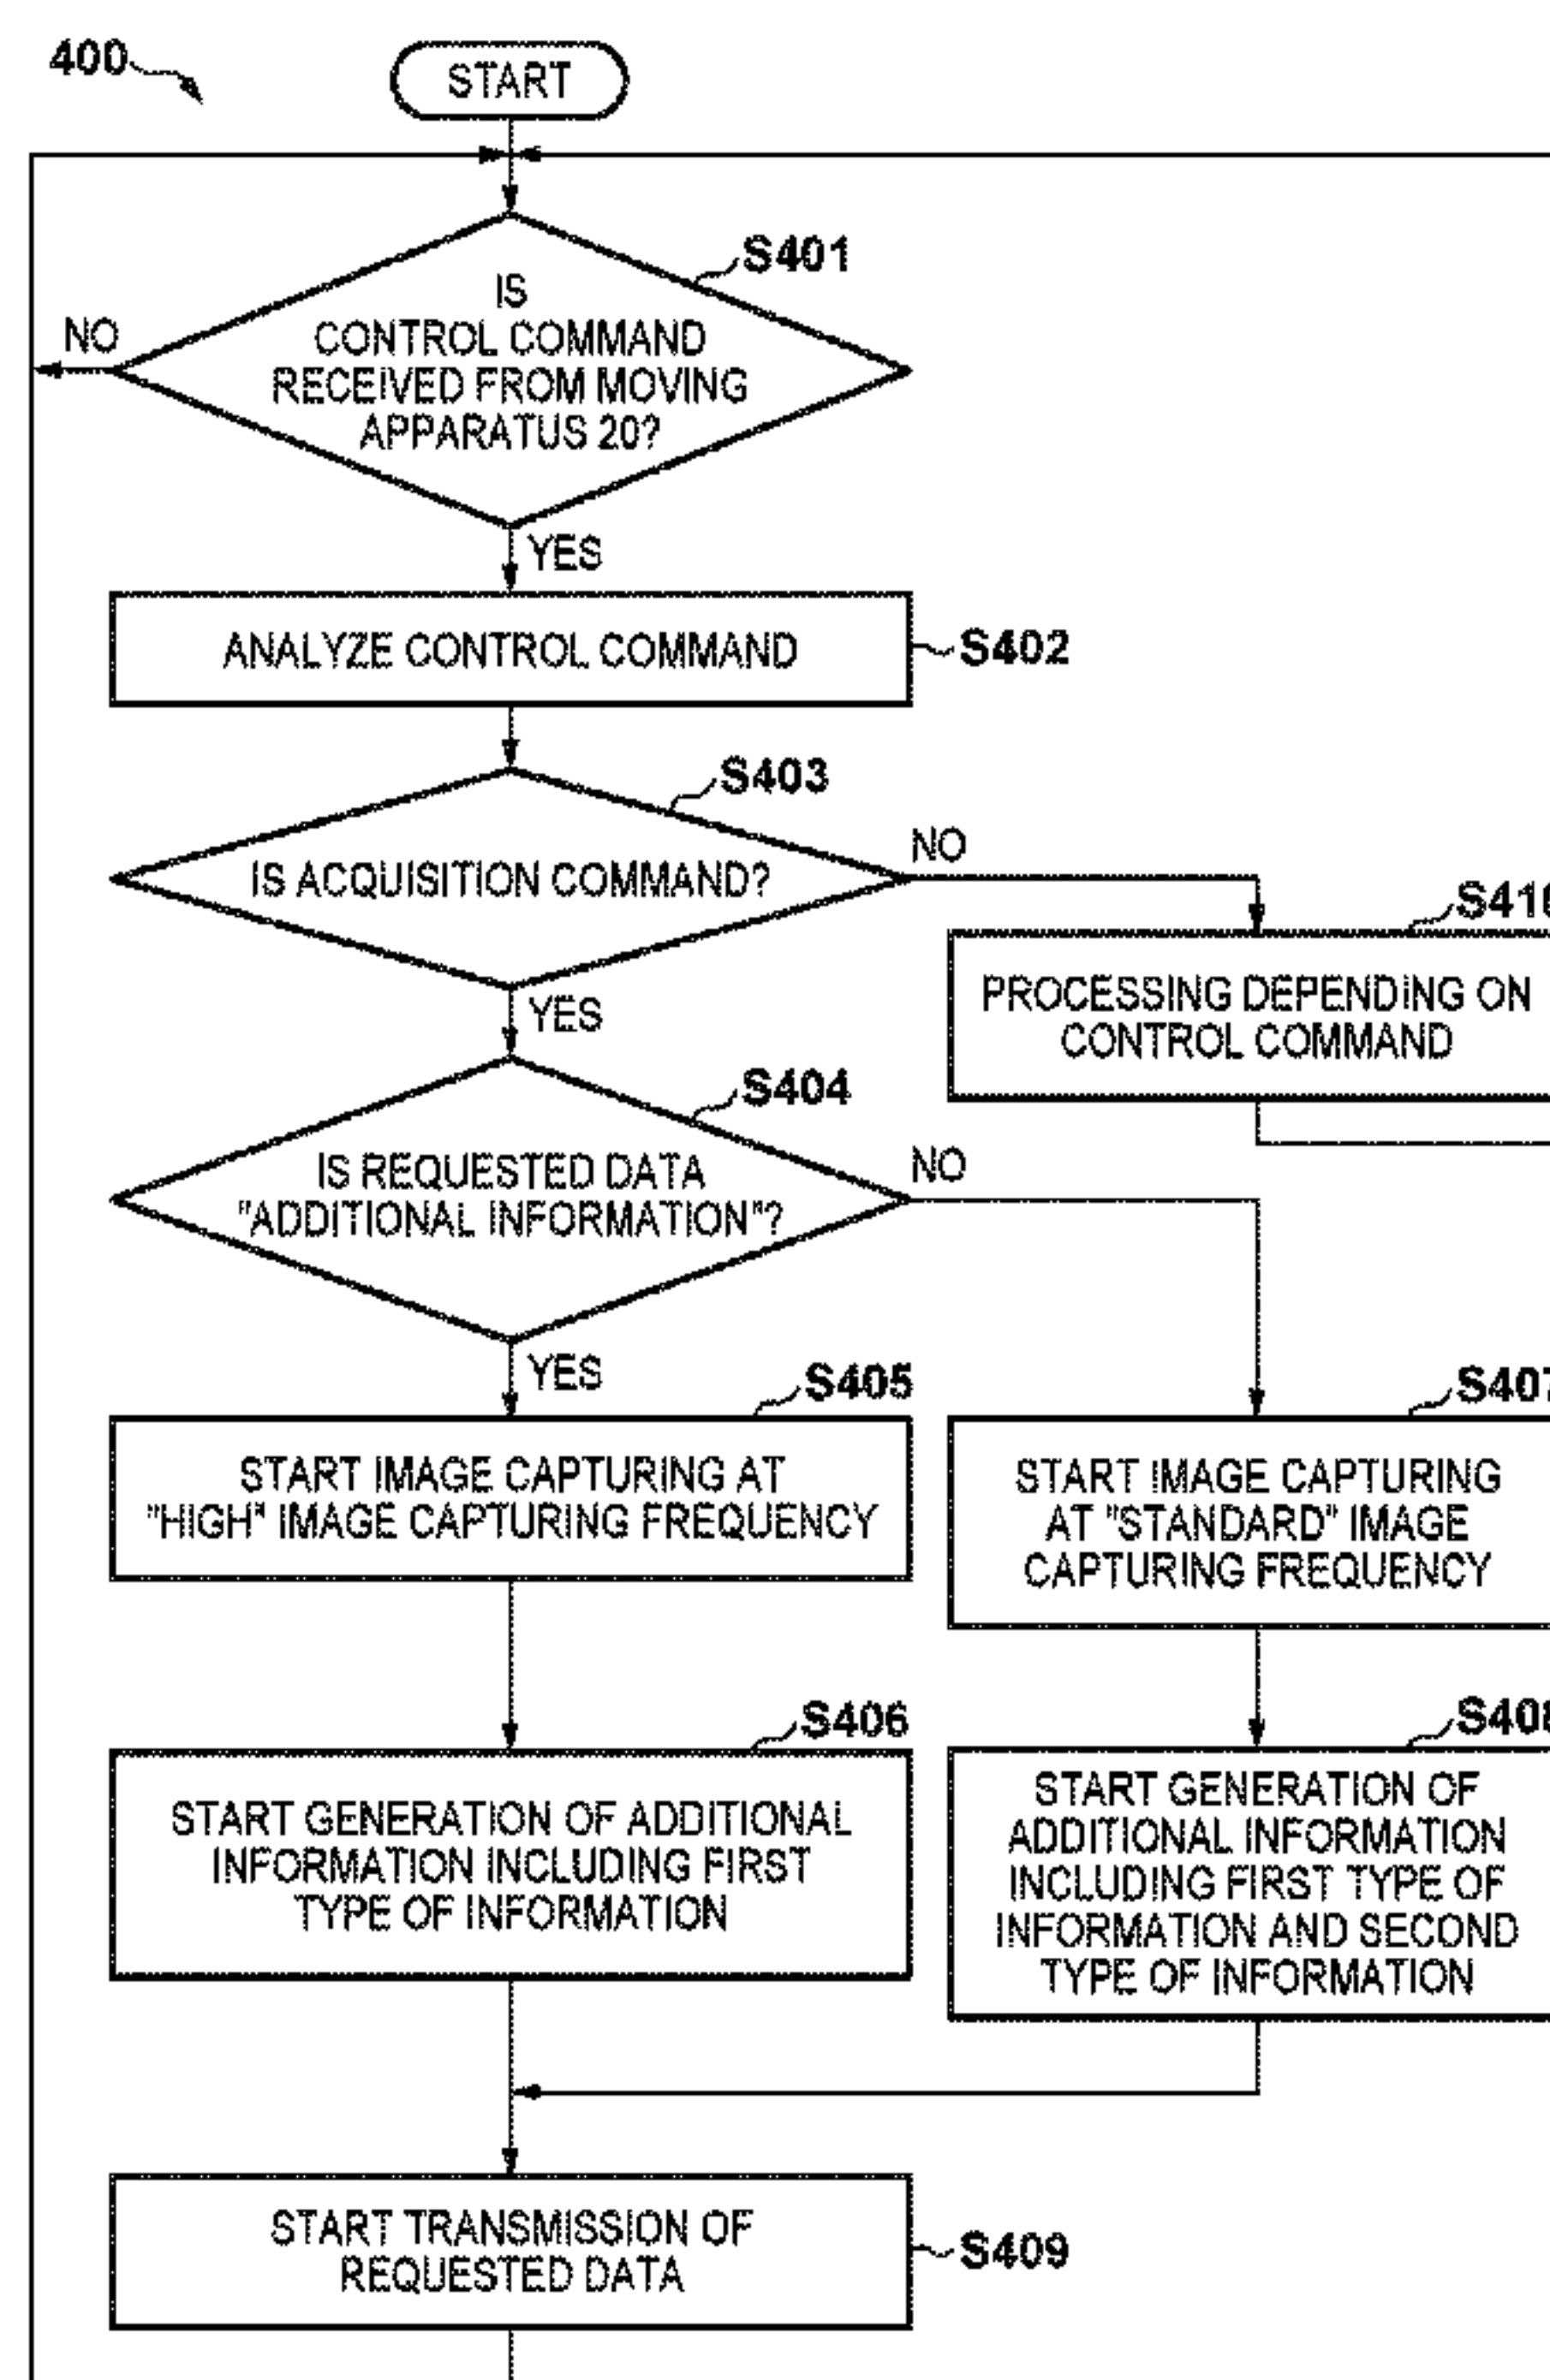 400
START
S401
IS
CONTROL COMMAND
RECEIVED FROM MOVING
APPARATUS 20?
NO
YES
ANALYZE CONTROL COMMAND
S402
S403
IS ACQUISITION COMMAND?
NO
YES
S410
PROCESSING DEPENDING ON
CONTROL COMMAND
S404
IS REQUESTED DATA
"ADDITIONAL INFORMATION"?
NO
YES
S405
START IMAGE CAPTURING AT
"HIGH" IMAGE CAPTURING FREQUENCY
S407
START IMAGE CAPTURING
AT "STANDARD" IMAGE
CAPTURING FREQUENCY
S406
START GENERATION OF ADDITIONAL
INFORMATION INCLUDING FIRST
TYPE OF INFORMATION
S408
START GENERATION OF
ADDITIONAL INFORMATION
INCLUDING FIRST TYPE OF
INFORMATION AND SECOND
TYPE OF INFORMATION
START TRANSMISSION OF
REQUESTED DATA
S409